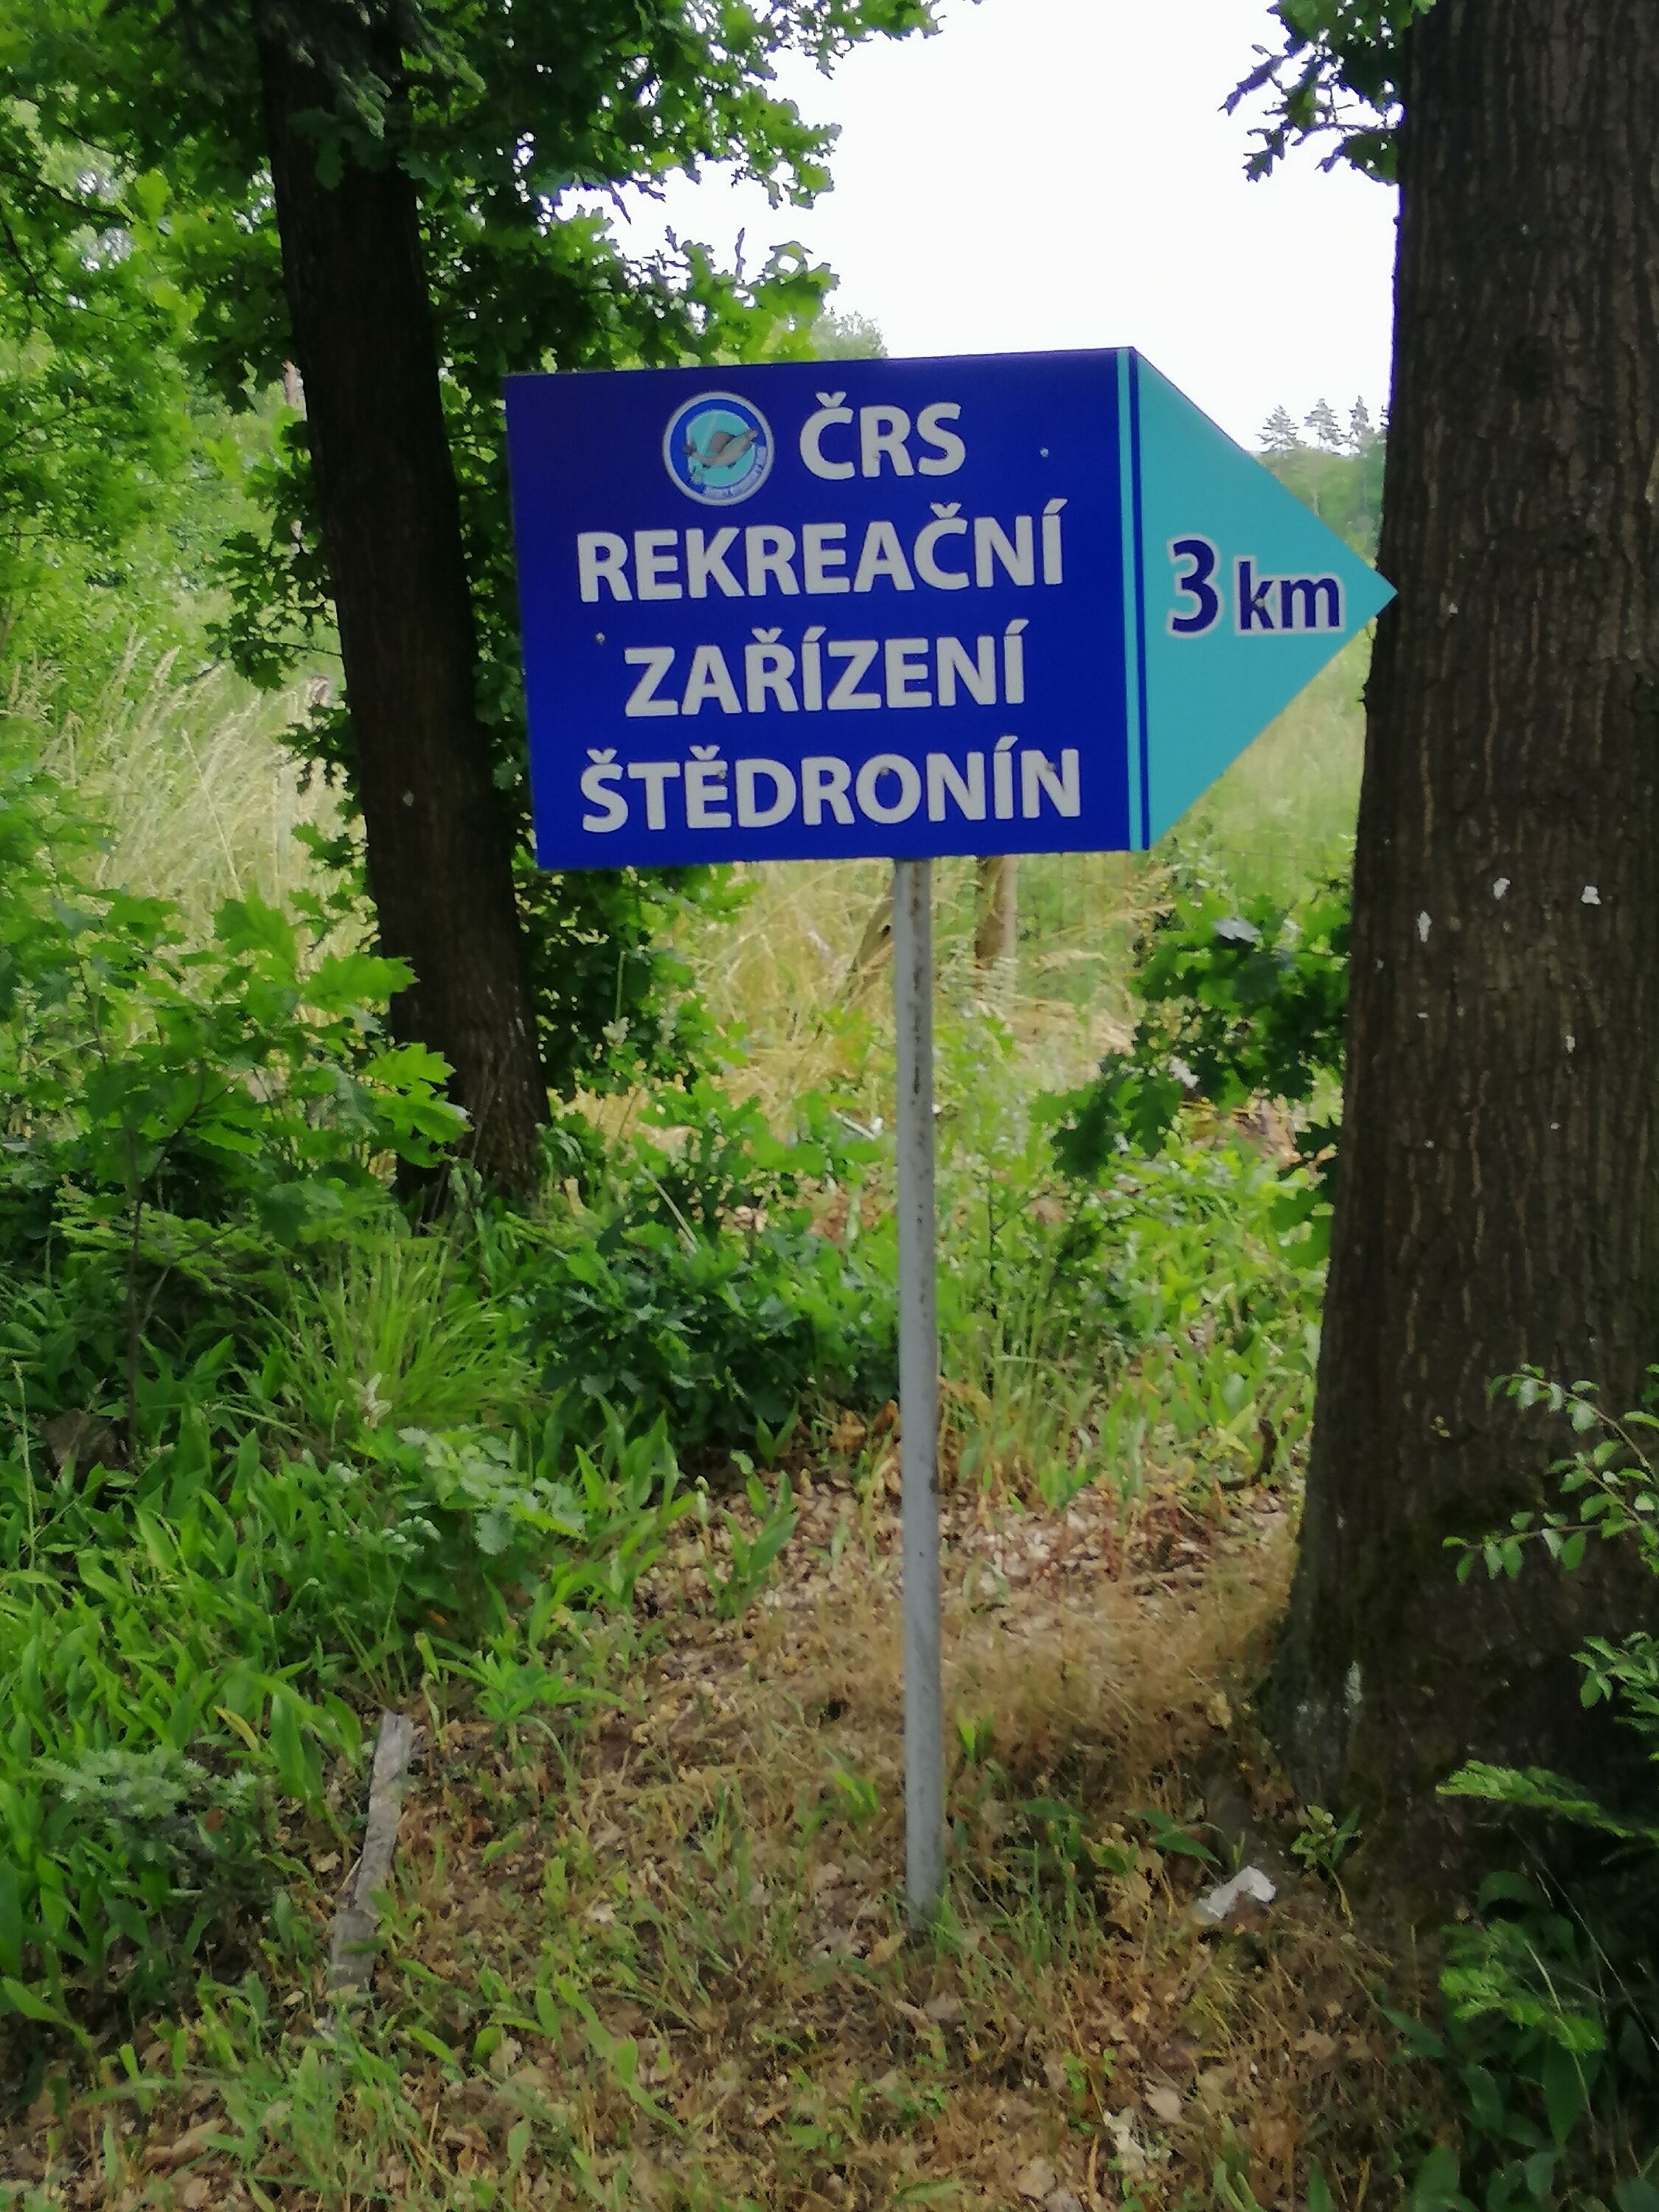 ČRS
REKREAČNÍ
ZAŘÍZENÍ
ŠTĚDRONÍN
3 km